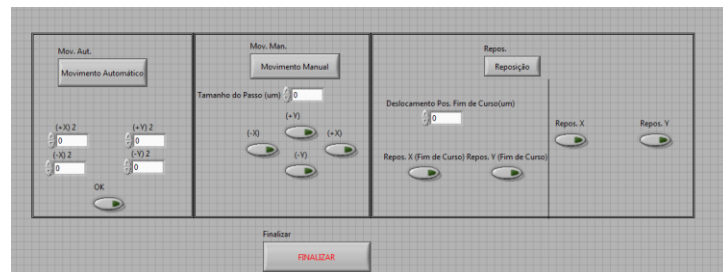 Mov. Aut.
Movimento Automático
(+X) 2
0
(+Y) 2
0
(-X) 2
0
(-Y) 2
0
OK
Mov. Man.
Movimento Manual
Tamanho do Passo (um)
0
(+Y)
(-X)
(+X)
(-Y)
Repos.
Reposição
Deslocamento Pos. Fim de Curso(um)
0
Repos. X (Fim de Curso)
Repos. Y (Fim de Curso)
Repos. X
Repos. Y
Finalizar
FINALIZAR